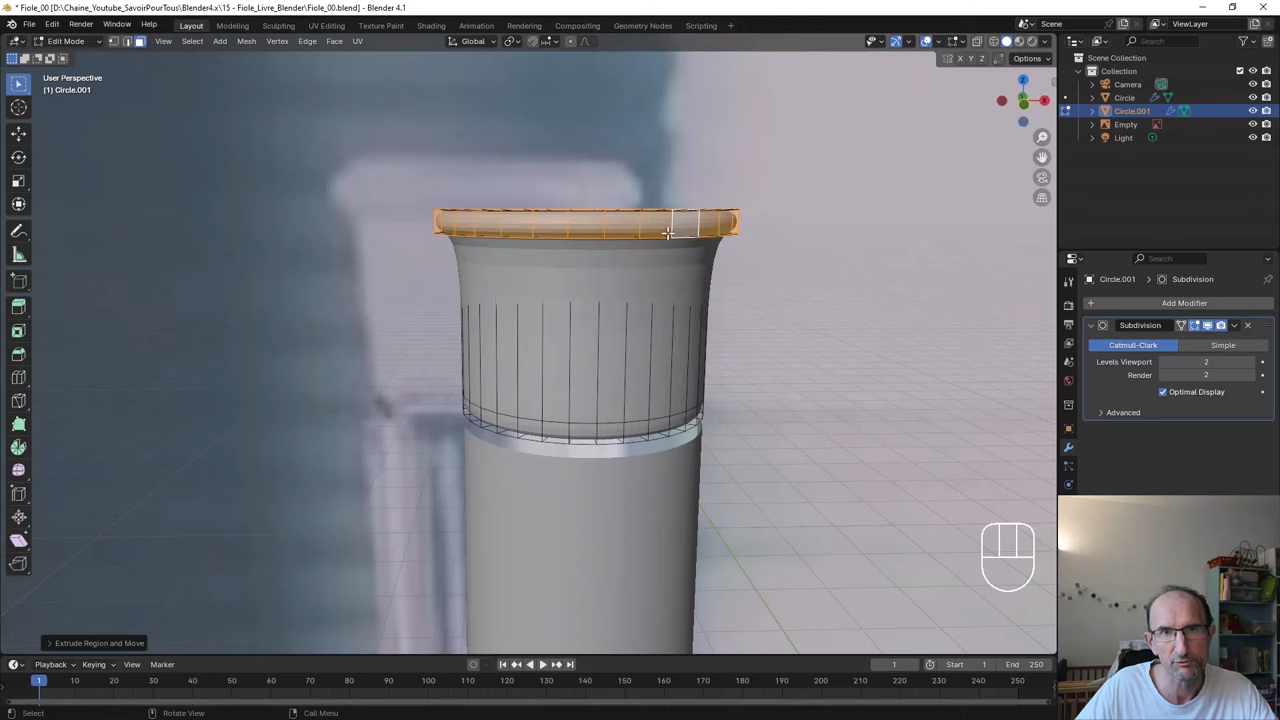 * Fiole_00 [D:\Chaine_Youtube_SavoirPourTous\Blender4.x\15 - Fiole_Livre_Blender\Fiole_00.blend] - Blender 4.1
File Edit Render Window Help Layout Modeling Sculpting UV Editing Texture Paint Shading Animation Rendering Compositing Geometry Nodes Scripting + Scene ViewLayer
Edit Mode View Select Add Mesh Vertex Edge Face UV Global
X Y Z Options
User Perspective
(1) Circle.001
Z
X
Search
Scene Collection
Collection
Camera
Circle
Circle.001
Empty
Light
Search
Circle.001 > Subdivision
+ Add Modifier
Subdivision
Catmull-Clark Simple
Levels Viewport 2
Render 2
Optimal Display
Advanced
> Extrude Region and Move
Playback Keying View Marker 1 Start 1 End 250
1 10 20 30 40 50 60 70 80 90 100 110 120 130 140 150 160 170 180 190 200 210 220 230 240 250
Select Rotate View Call Menu